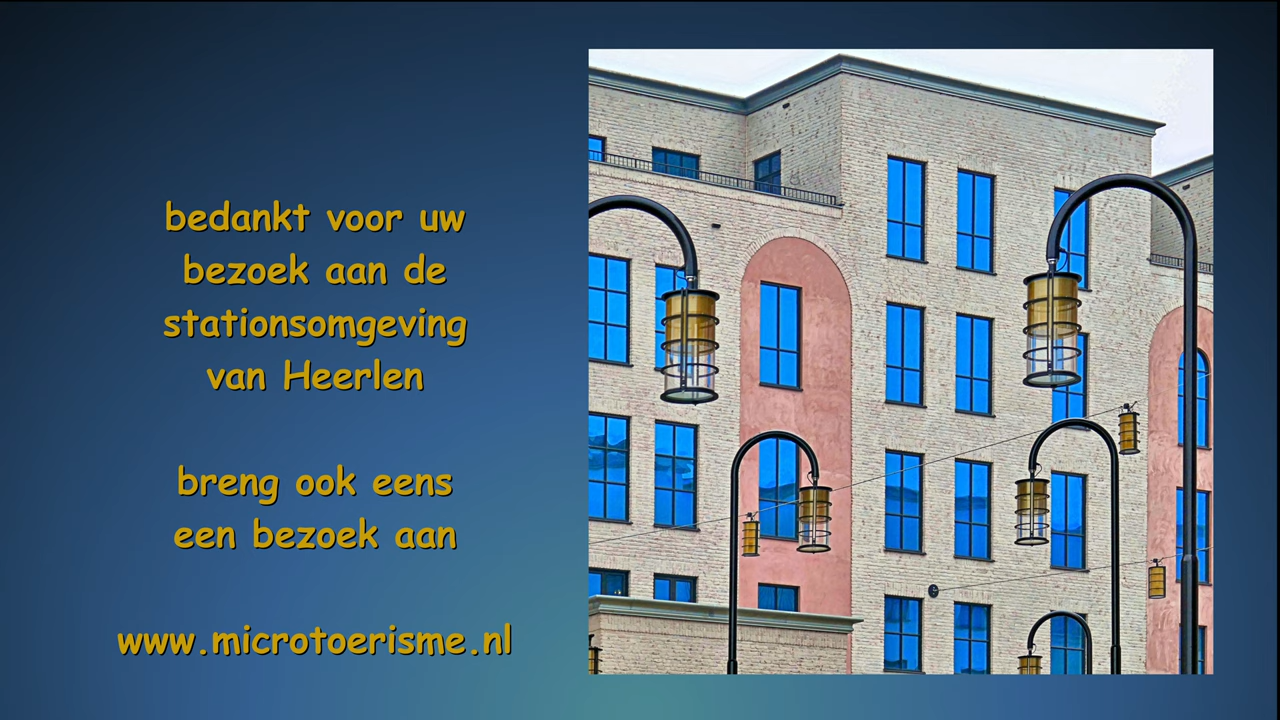 bedankt voor uw
bezoek aan de
stationsomgeving
van Heerlen
breng ook eens
een bezoek aan
www.microtoerisme.nl